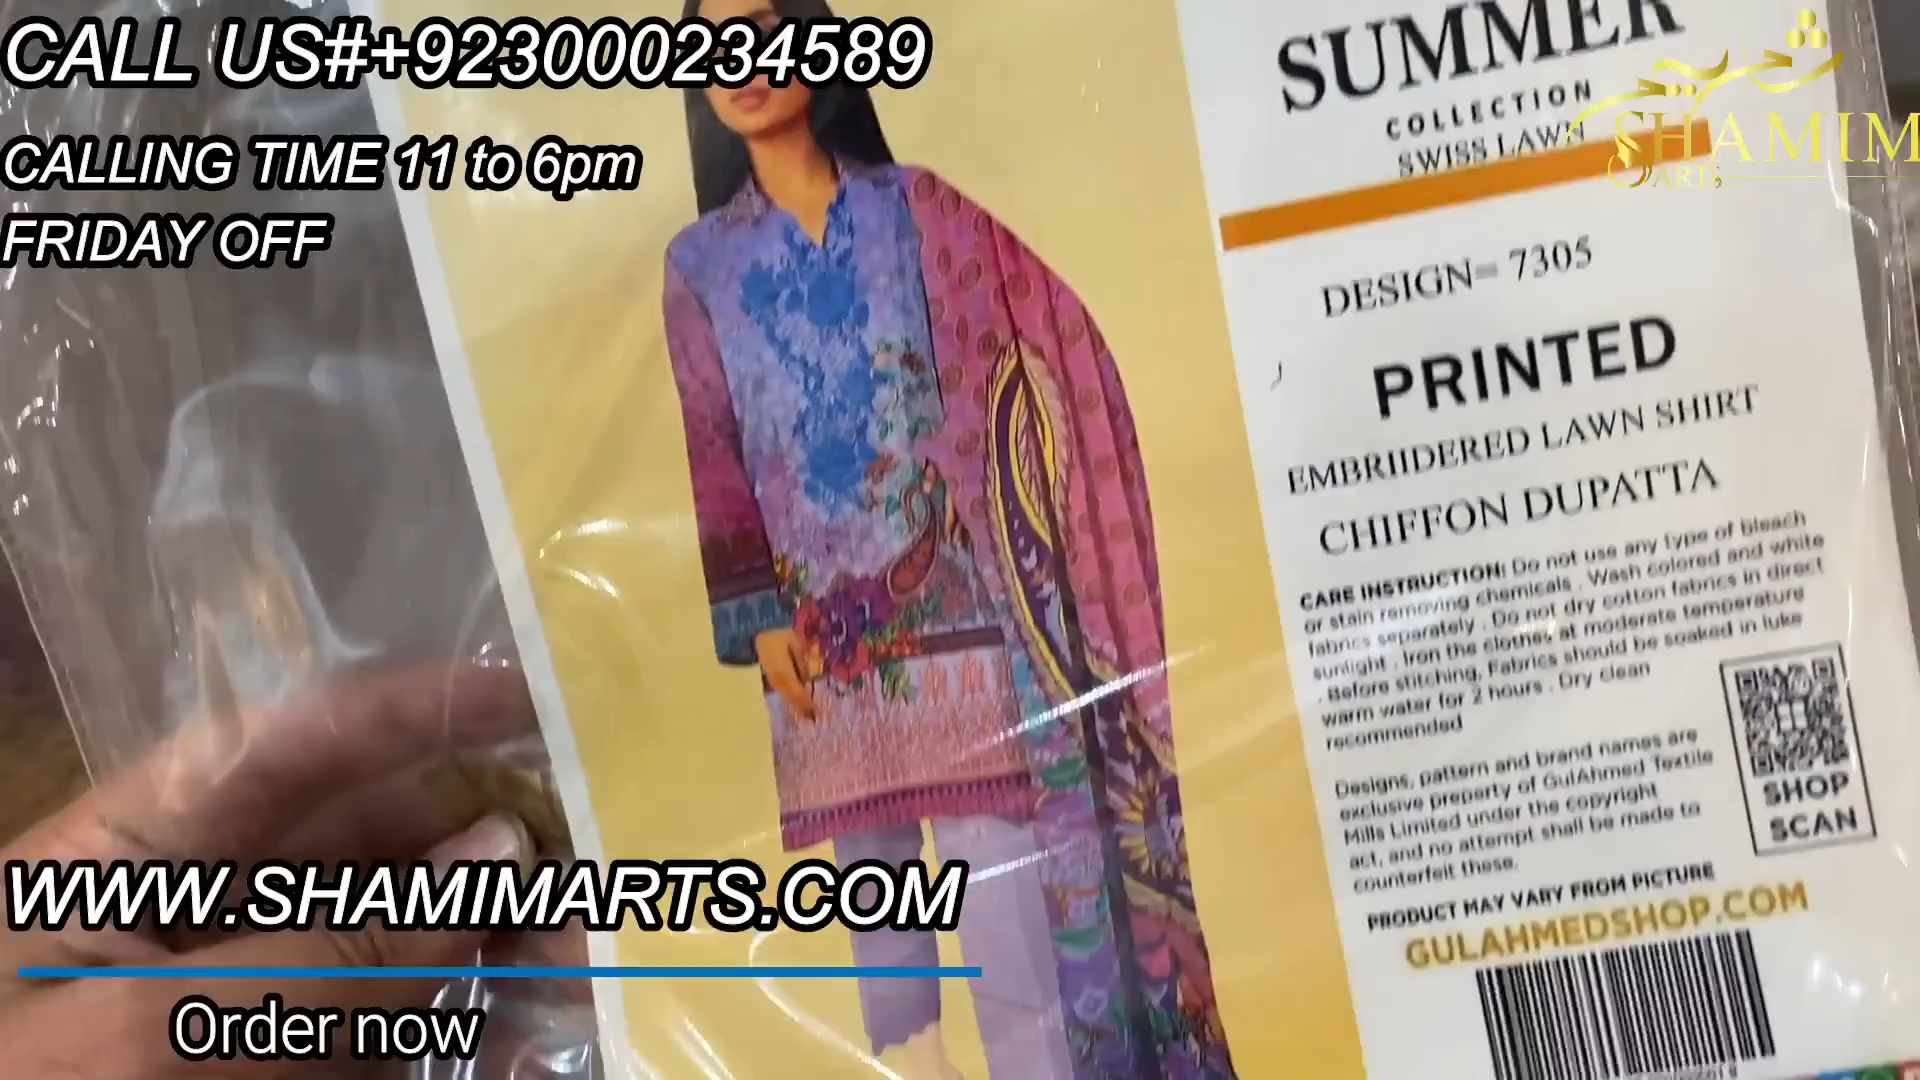 CALL US#+923000234589
CALLING TIME 11 to 6pm
FRIDAY OFF
SUMMER
COLLECTION
SWISS LAWN
SHAMIM
ARTS
DESIGN= 7305
PRINTED
EMBRIIDERED LAWN SHIRT
CHIFFON DUPATTA
CARE INSTRUCTION: Do not use any type of bleach
or stain removing chemicals . Wash colored and white
fabrics separately . Do not dry cotton fabrics in direct
sunlight . Iron the clothes at moderate temperature
. Before stitching, Fabrics should be soaked in luke
warm water for 2 hours . Dry clean
recommended
Designs, pattern and brand names are
exclusive preperty of GulAhmed Textile
Mills Limited under the copyright
act, and no attempt shall be made to
counterfeit these.
SHOP
SCAN
PRODUCT MAY VARY FROM PICTURE
GULAHMEDSHOP.COM
WWW.SHAMIMARTS.COM
Order now